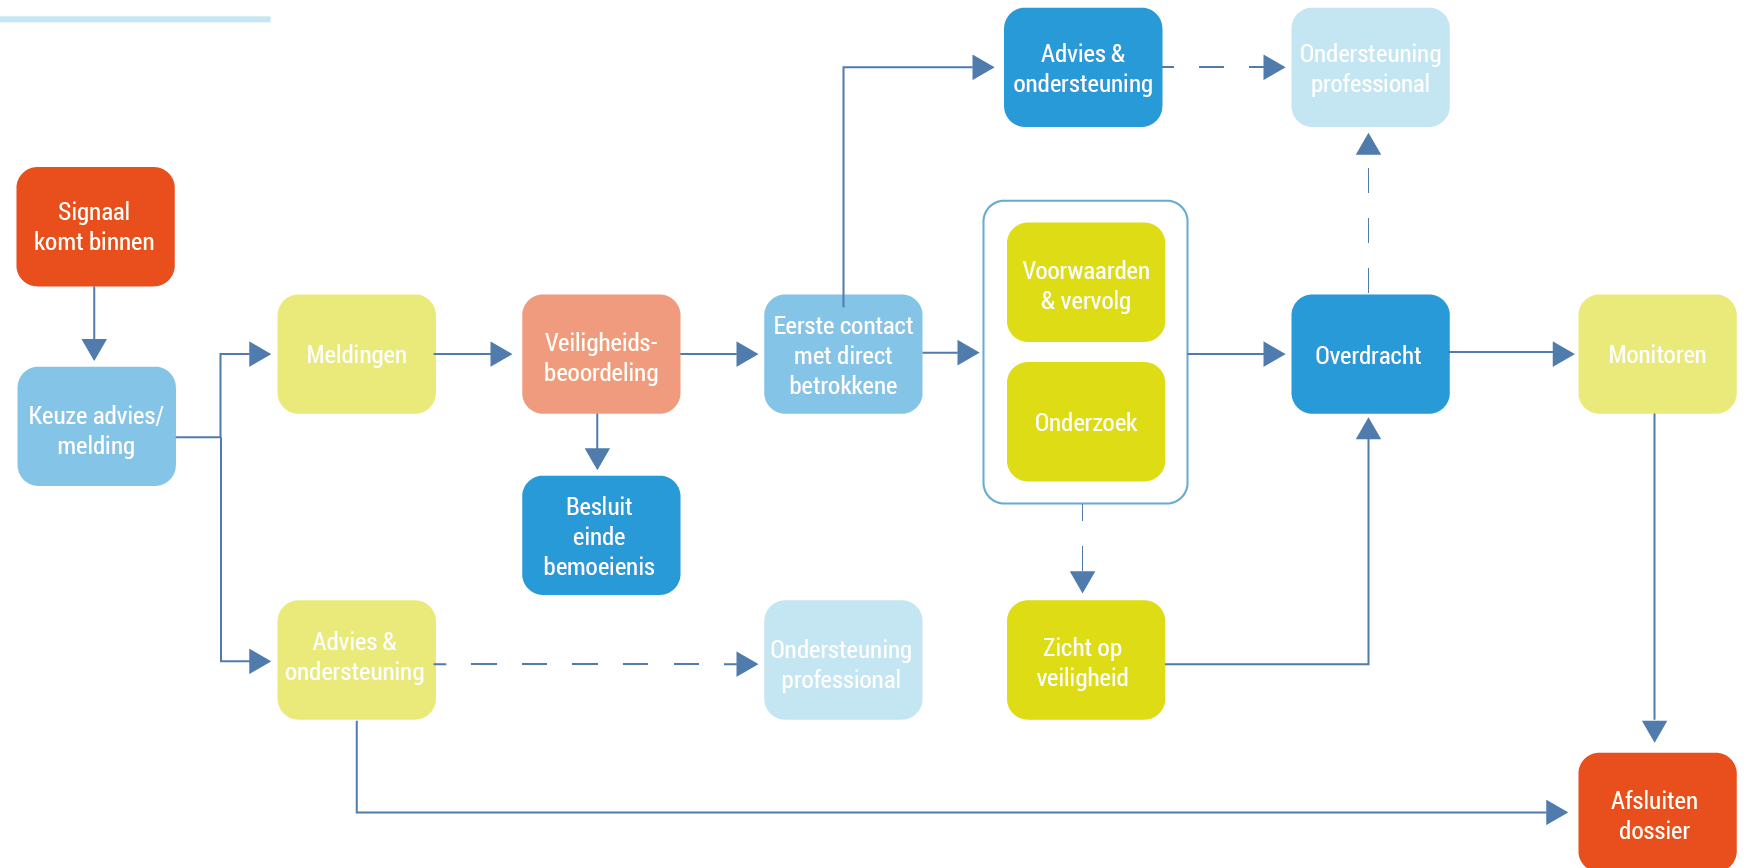 Advies &
ondersteuning
Ondersteuning
professional
Signaal
komt binnen
Keuze advies/
melding
Meldingen
Veiligheids-
beoordeling
Besluit
einde
bemoeienis
Eerste contact
met direct
betrokkene
Voorwaarden
& vervolg
Onderzoek
Overdracht
Monitoren
Advies &
ondersteuning
Ondersteuning
professional
Zicht op
veiligheid
Afsluiten
dossier